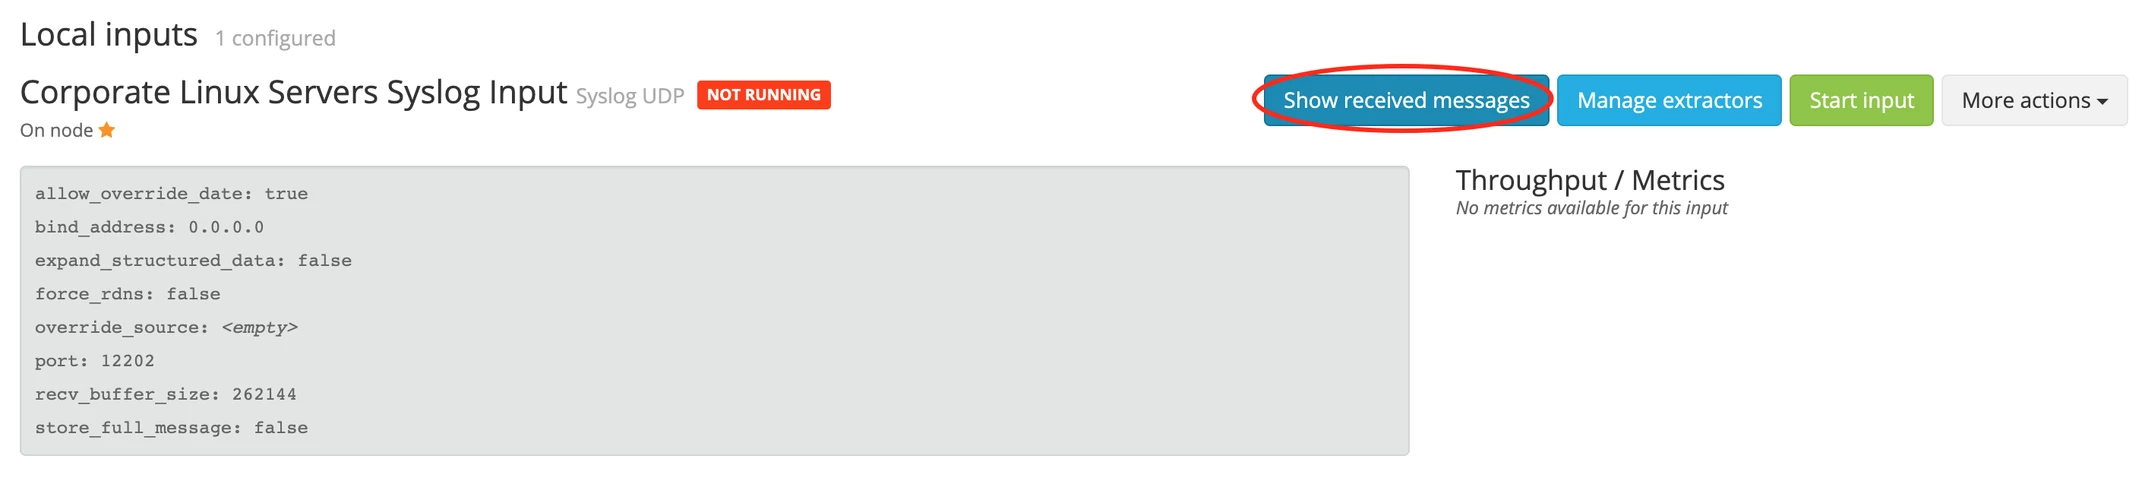 Local inputs 1 configured
Corporate Linux Servers Syslog Input Syslog UDP NOT RUNNING
Show received messages Manage extractors Start input More actions
On node
allow_override_date: true
bind_address: 0.0.0.0
expand_structured_data: false
force_rdns: false
override_source: <empty>
port: 12202
recv_buffer_size: 262144
store_full_message: false
Throughput / Metrics
No metrics available for this input